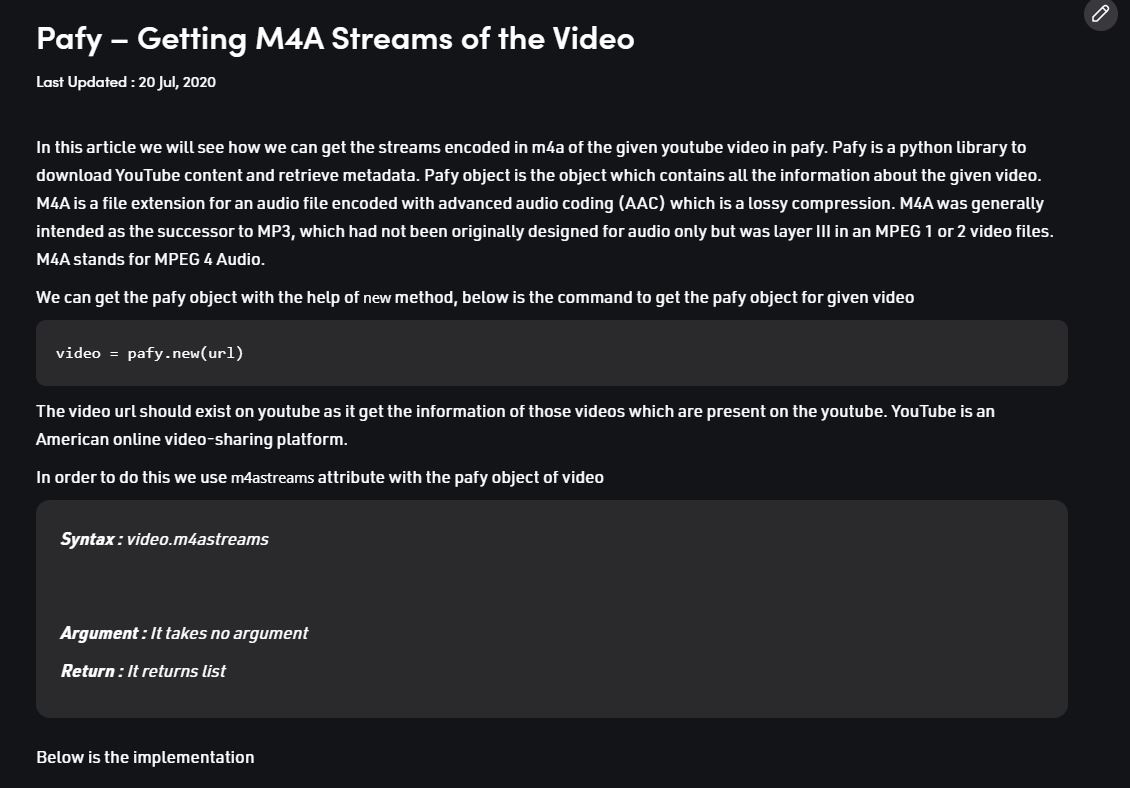 Pafy – Getting M4A Streams of the Video
Last Updated : 20 Jul, 2020
In this article we will see how we can get the streams encoded in m4a of the given youtube video in pafy. Pafy is a python library to
download YouTube content and retrieve metadata. Pafy object is the object which contains all the information about the given video.
M4A is a file extension for an audio file encoded with advanced audio coding (AAC) which is a lossy compression. M4A was generally
intended as the successor to MP3, which had not been originally designed for audio only but was layer III in an MPEG 1 or 2 video files.
M4A stands for MPEG 4 Audio.
We can get the pafy object with the help of new method, below is the command to get the pafy object for given video
video = pafy.new(url)
The video url should exist on youtube as it get the information of those videos which are present on the youtube. YouTube is an
American online video-sharing platform.
In order to do this we use m4astreams attribute with the pafy object of video
Syntax : video.m4astreams
Argument : It takes no argument
Return : It returns list
Below is the implementation